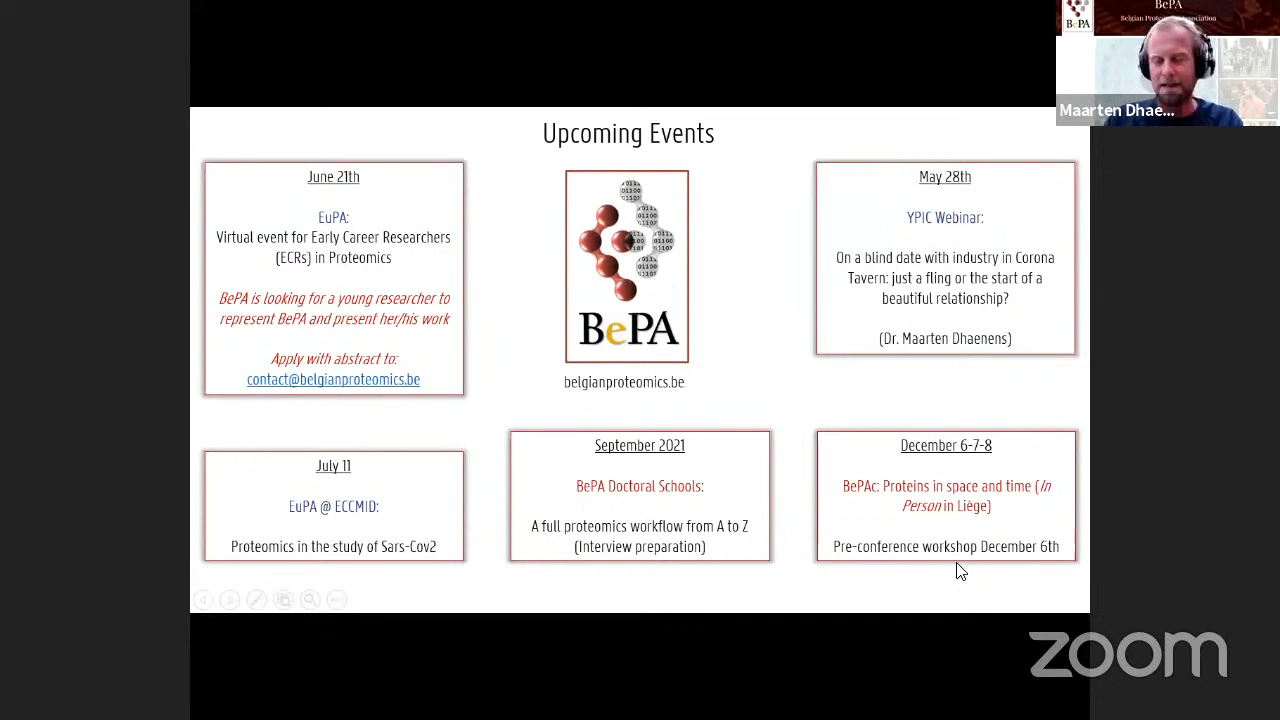 BePA
Belgian Proteomics Association
Maarten Dhae...
Upcoming Events
June 21th
EuPA:
Virtual event for Early Career Researchers
(ECRs) in Proteomics
BePA is looking for a young researcher to
represent BePA and present her/his work
Apply with abstract to:
contact@belgianproteomics.be
BePA
belgianproteomics.be
May 28th
YPIC Webinar:
On a blind date with industry in Corona
Tavern: just a fling or the start of a
beautiful relationship?
(Dr. Maarten Dhaenens)
July 11
EuPA @ ECCMID:
Proteomics in the study of Sars-Cov2
September 2021
BePA Doctoral Schools:
A full proteomics workflow from A to Z
(Interview preparation)
December 6-7-8
BePAc: Proteins in space and time (In
Person in Liège)
Pre-conference workshop December 6th
zoom